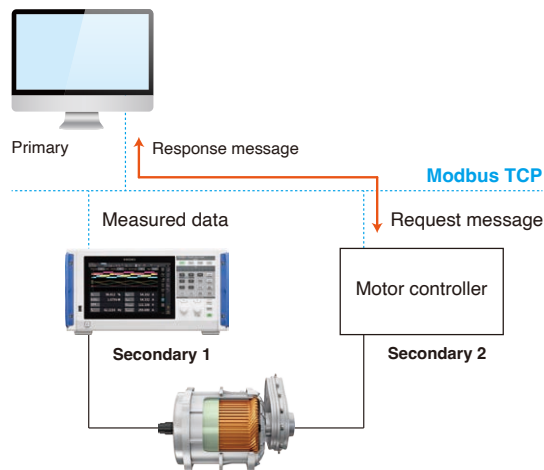 Primary
Response message
Modbus TCP
Measured data
Request message
Motor controller
Secondary 1
Secondary 2